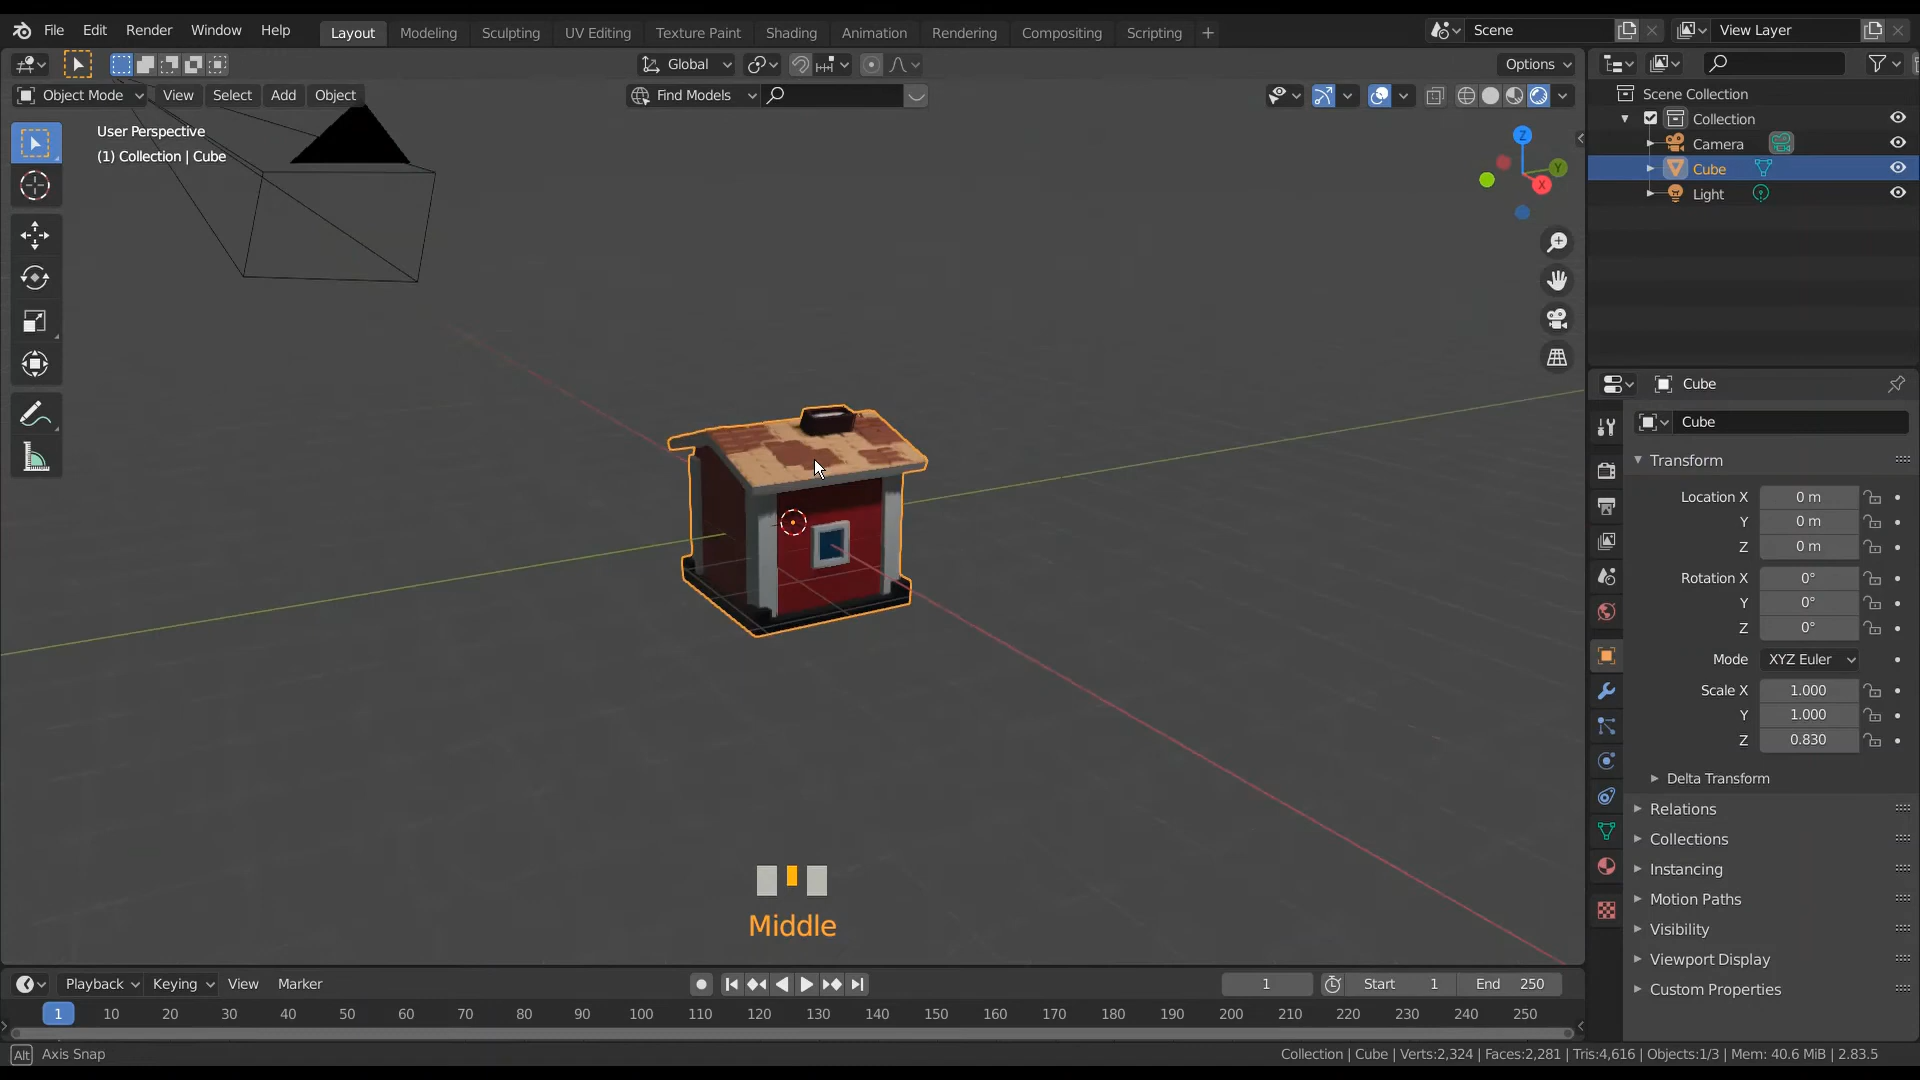 File Edit Render Window Help Layout Modeling Sculpting UV Editing Texture Paint Shading Animation Rendering Compositing Scripting + Scene View Layer
Global Options
Object Mode View Select Add Object Find Models
User Perspective
(1) Collection | Cube
Z
Y
X
Scene Collection
Collection
Camera
Cube
Light
Cube
Cube
Transform
Location X 0 m
Y 0 m
Z 0 m
Rotation X 0°
Y 0°
Z 0°
Mode XYZ Euler
Scale X 1.000
Y 1.000
Z 0.830
Delta Transform
Relations
Collections
Instancing
Motion Paths
Visibility
Viewport Display
Custom Properties
Middle
Playback Keying View Marker 1 Start 1 End 250
1 10 20 30 40 50 60 70 80 90 100 110 120 130 140 150 160 170 180 190 200 210 220 230 240 250
Alt Axis Snap Collection | Cube | Verts:2,324 | Faces:2,281 | Tris:4,616 | Objects:1/3 | Mem: 40.6 MiB | 2.83.5